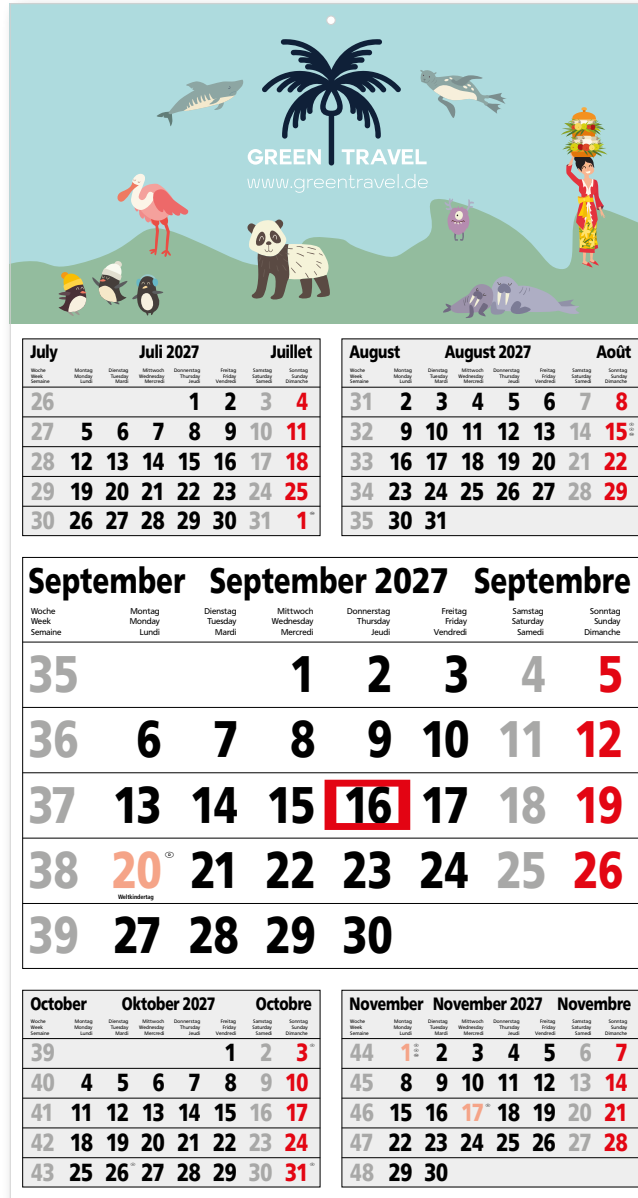 GREEN TRAVEL
www.greentravel.de
July Juli 2027 Juillet
Woche Montag Dienstag Mittwoch Donnerstag Freitag Samstag Sonntag
Week Monday Tuesday Wednesday Thursday Friday Saturday Sunday
Semaine Lundi Mardi Mercredi Jeudi Vendredi Samedi Dimanche
26 1 2 3 4
27 5 6 7 8 9 10 11
28 12 13 14 15 16 17 18
29 19 20 21 22 23 24 25
30 26 27 28 29 30 31 1
August August 2027 Août
Woche Montag Dienstag Mittwoch Donnerstag Freitag Samstag Sonntag
Week Monday Tuesday Wednesday Thursday Friday Saturday Sunday
Semaine Lundi Mardi Mercredi Jeudi Vendredi Samedi Dimanche
31 2 3 4 5 6 7 8
32 9 10 11 12 13 14 15
33 16 17 18 19 20 21 22
34 23 24 25 26 27 28 29
35 30 31
September September 2027 Septembre
Woche Montag Dienstag Mittwoch Donnerstag Freitag Samstag Sonntag
Week Monday Tuesday Wednesday Thursday Friday Saturday Sunday
Semaine Lundi Mardi Mercredi Jeudi Vendredi Samedi Dimanche
35 1 2 3 4 5
36 6 7 8 9 10 11 12
37 13 14 15 16 17 18 19
38 20 21 22 23 24 25 26
Weltkindertag
39 27 28 29 30
October Oktober 2027 Octobre
Woche Montag Dienstag Mittwoch Donnerstag Freitag Samstag Sonntag
Week Monday Tuesday Wednesday Thursday Friday Saturday Sunday
Semaine Lundi Mardi Mercredi Jeudi Vendredi Samedi Dimanche
39 1 2 3
40 4 5 6 7 8 9 10
41 11 12 13 14 15 16 17
42 18 19 20 21 22 23 24
43 25 26 27 28 29 30 31
November November 2027 Novembre
Woche Montag Dienstag Mittwoch Donnerstag Freitag Samstag Sonntag
Week Monday Tuesday Wednesday Thursday Friday Saturday Sunday
Semaine Lundi Mardi Mercredi Jeudi Vendredi Samedi Dimanche
44 1 2 3 4 5 6 7
45 8 9 10 11 12 13 14
46 15 16 17 18 19 20 21
47 22 23 24 25 26 27 28
48 29 30